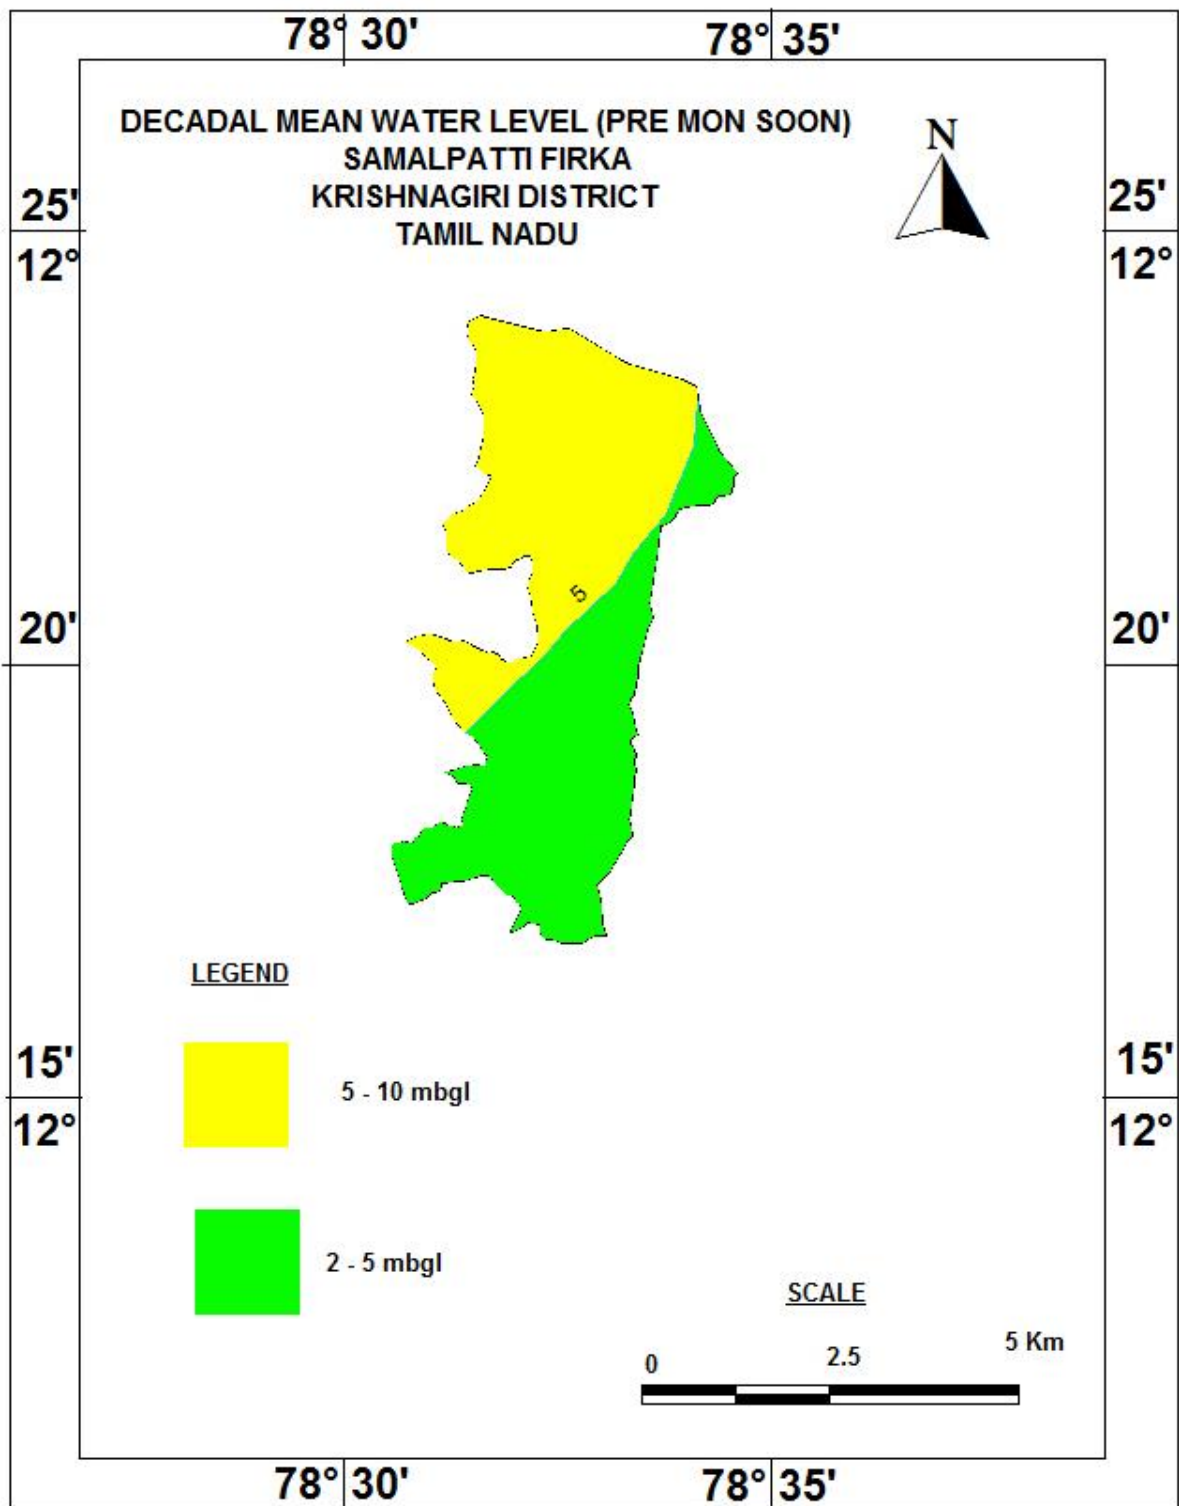 78° 30'
78° 35'
DECADAL MEAN WATER LEVEL (PRE MON SOON)
SAMALPATTI FIRKA
KRISHNAGIRI DISTRICT
TAMIL NADU
N
25'
12°
25'
12°
5
20'
20'
LEGEND
15'
12°
15'
12°
5 - 10 mbgl
2 - 5 mbgl
SCALE
0
2.5
5 Km
78° 30'
78° 35'